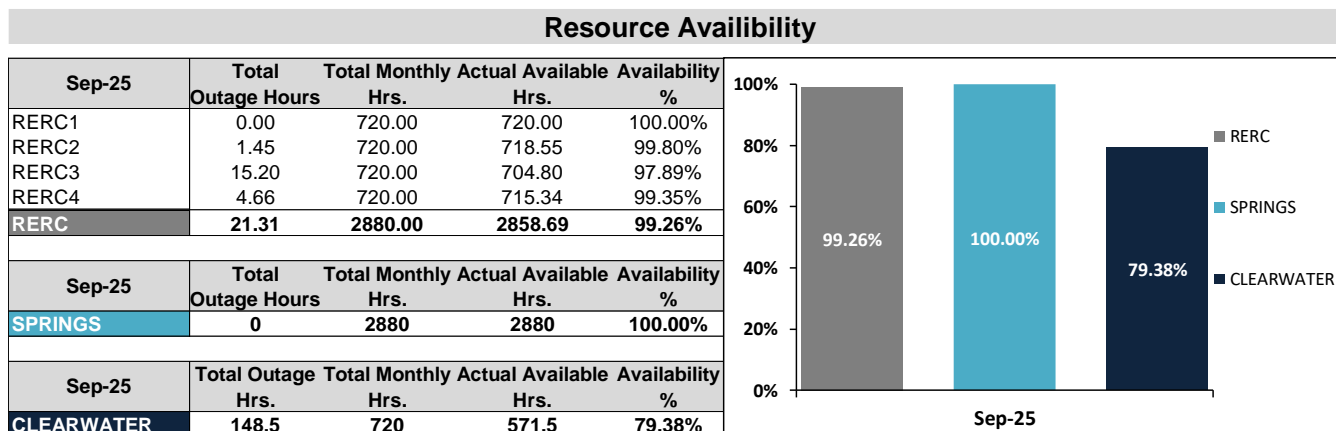 Resource Availibility
Sep-25 Total Outage Hours Total Monthly Hrs. Actual Available Hrs. Availability %
RERC1 0.00 720.00 720.00 100.00%
RERC2 1.45 720.00 718.55 99.80%
RERC3 15.20 720.00 704.80 97.89%
RERC4 4.66 720.00 715.34 99.35%
RERC 21.31 2880.00 2858.69 99.26%
Sep-25 Total Outage Hours Total Monthly Hrs. Actual Available Hrs. Availability %
SPRINGS 0 2880 2880 100.00%
Sep-25 Total Outage Hrs. Total Monthly Hrs. Actual Available Hrs. Availability %
CLEARWATER 148.5 720 571.5 79.38%
100%
80%
60%
40%
20%
0%
99.26% 100.00% 79.38%
Sep-25
RERC
SPRINGS
CLEARWATER